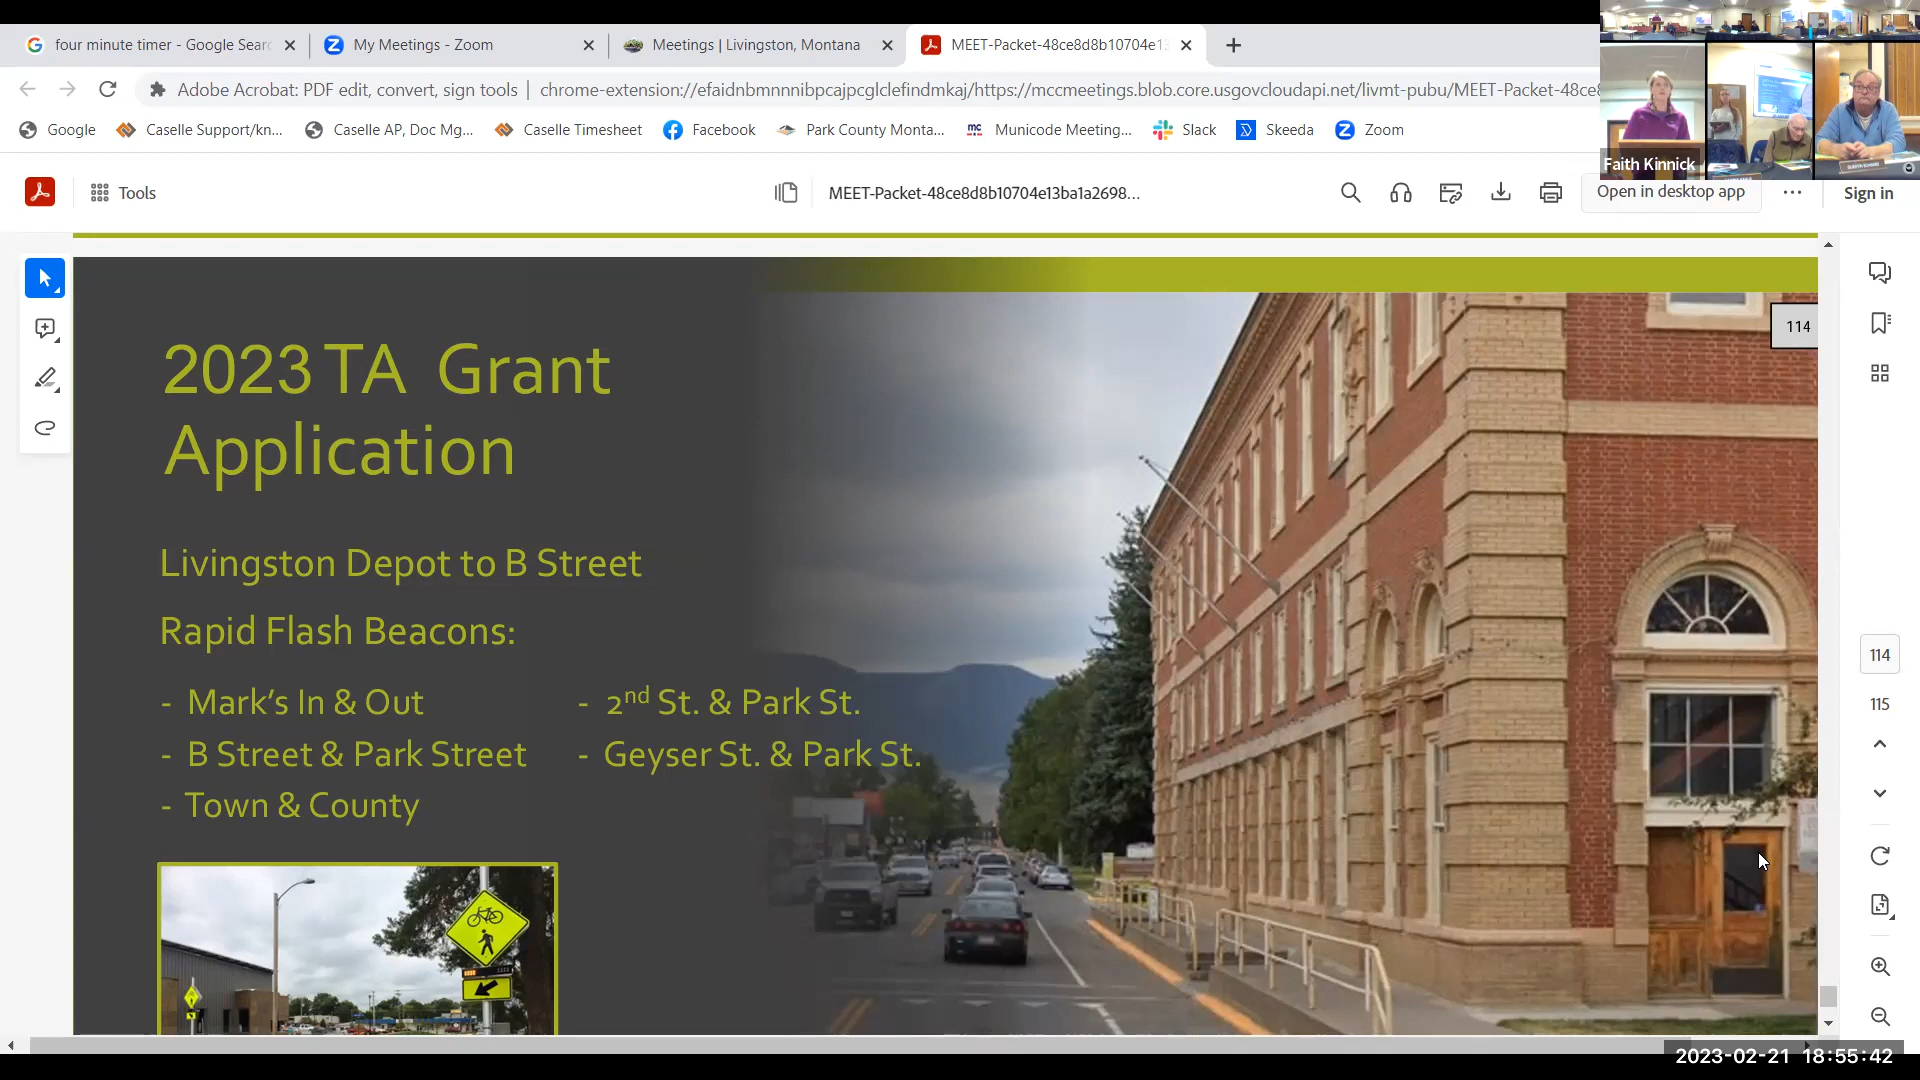 four minute timer - Google Searc
My Meetings - Zoom
Meetings | Livingston, Montana
MEET-Packet-48ce8d8b10704e13
Adobe Acrobat: PDF edit, convert, sign tools
chrome-extension://efaidnbmnnnibpcajpcglclefindmkaj/https://mccmeetings.blob.core.usgovcloudapi.net/livmt-pubu/MEET-Packet-48ce8
Google
Caselle Support/kn...
Caselle AP, Doc Mg...
Caselle Timesheet
Facebook
Park County Monta...
mc
Municode Meeting...
Slack
Skeeda
Zoom
Faith Kinnick
Tools
MEET-Packet-48ce8d8b10704e13ba1a2698...
Open in desktop app
Sign in
114
2023 TA Grant
Application
Livingston Depot to B Street
Rapid Flash Beacons:
- Mark's In & Out
- 2nd St. & Park St.
- B Street & Park Street
- Geyser St. & Park St.
- Town & County
114
115
2023-02-21 18:55:42